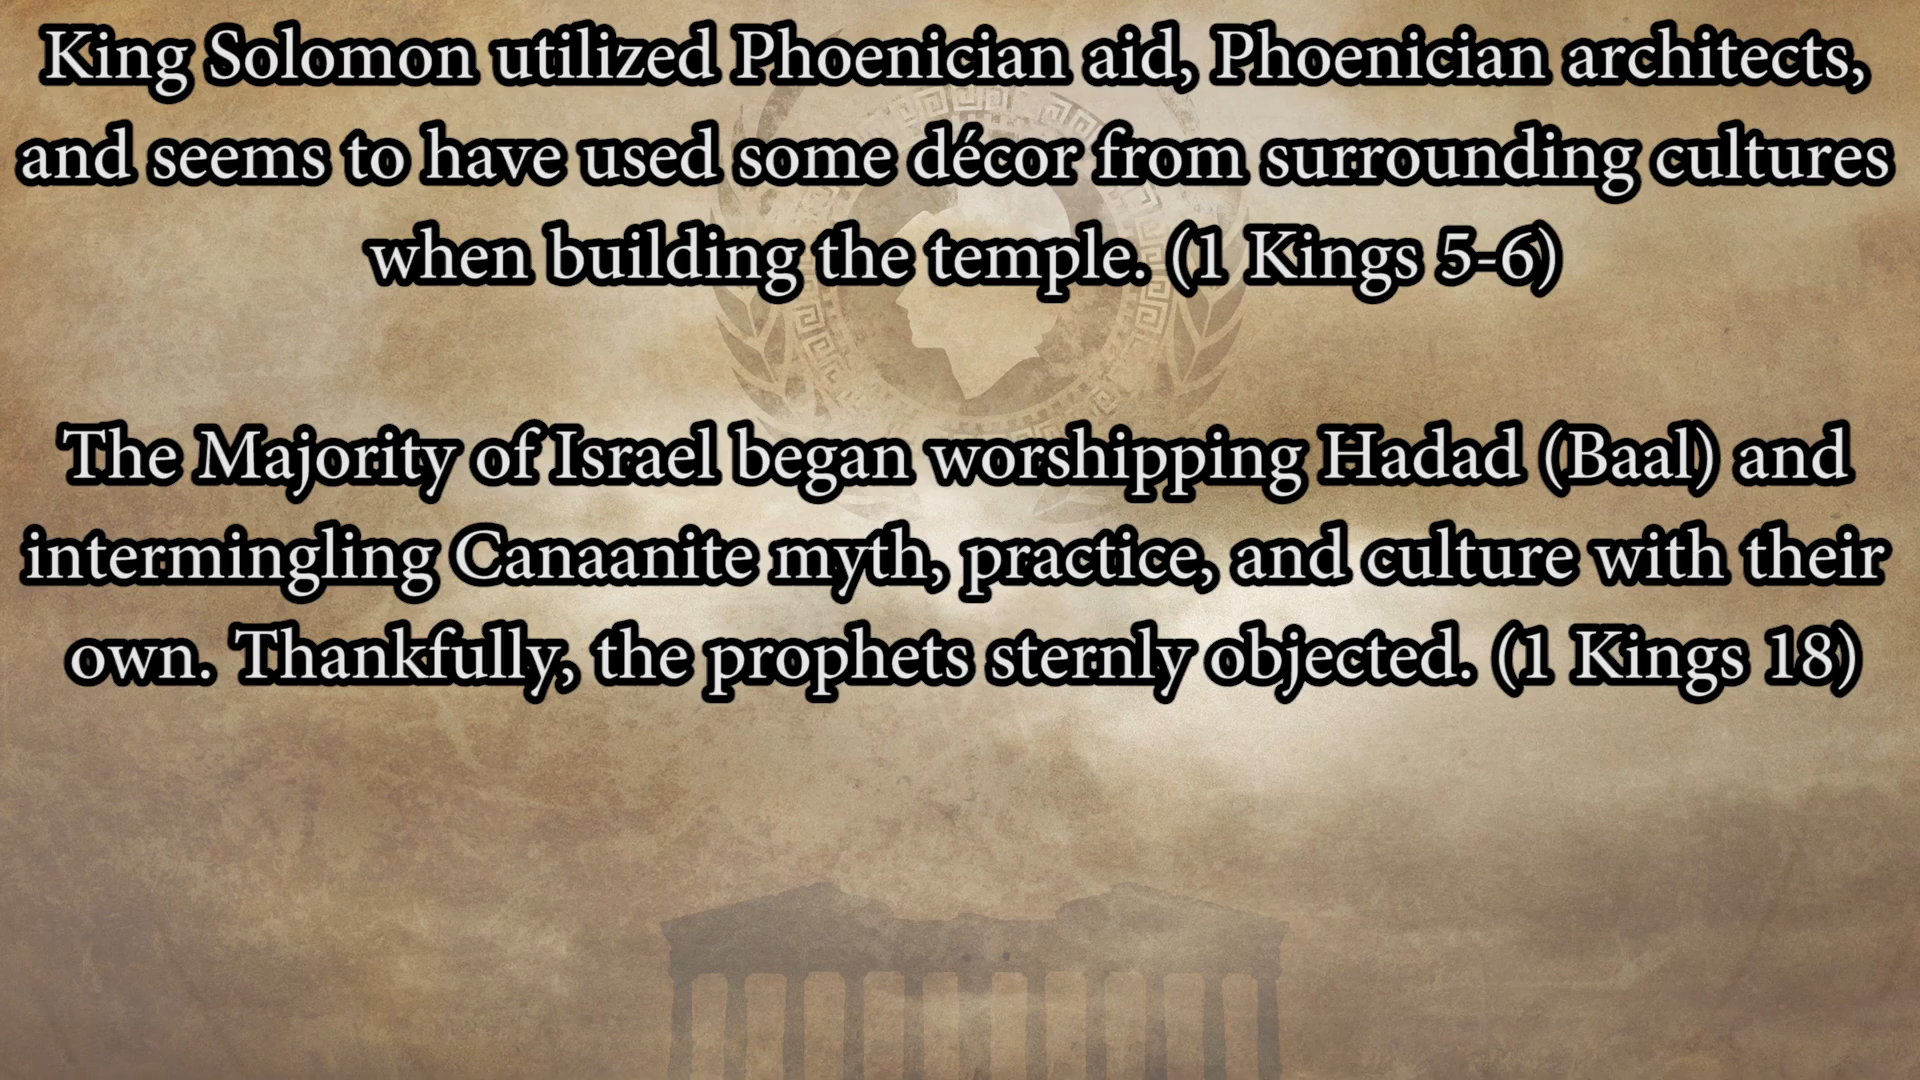 King Solomon utilized Phoenician aid, Phoenician architects,
and seems to have used some décor from surrounding cultures
when building the temple. (1 Kings 5-6)
The Majority of Israel began worshipping Hadad (Baal) and
intermingling Canaanite myth, practice, and culture with their
own. Thankfully, the prophets sternly objected. (1 Kings 18)